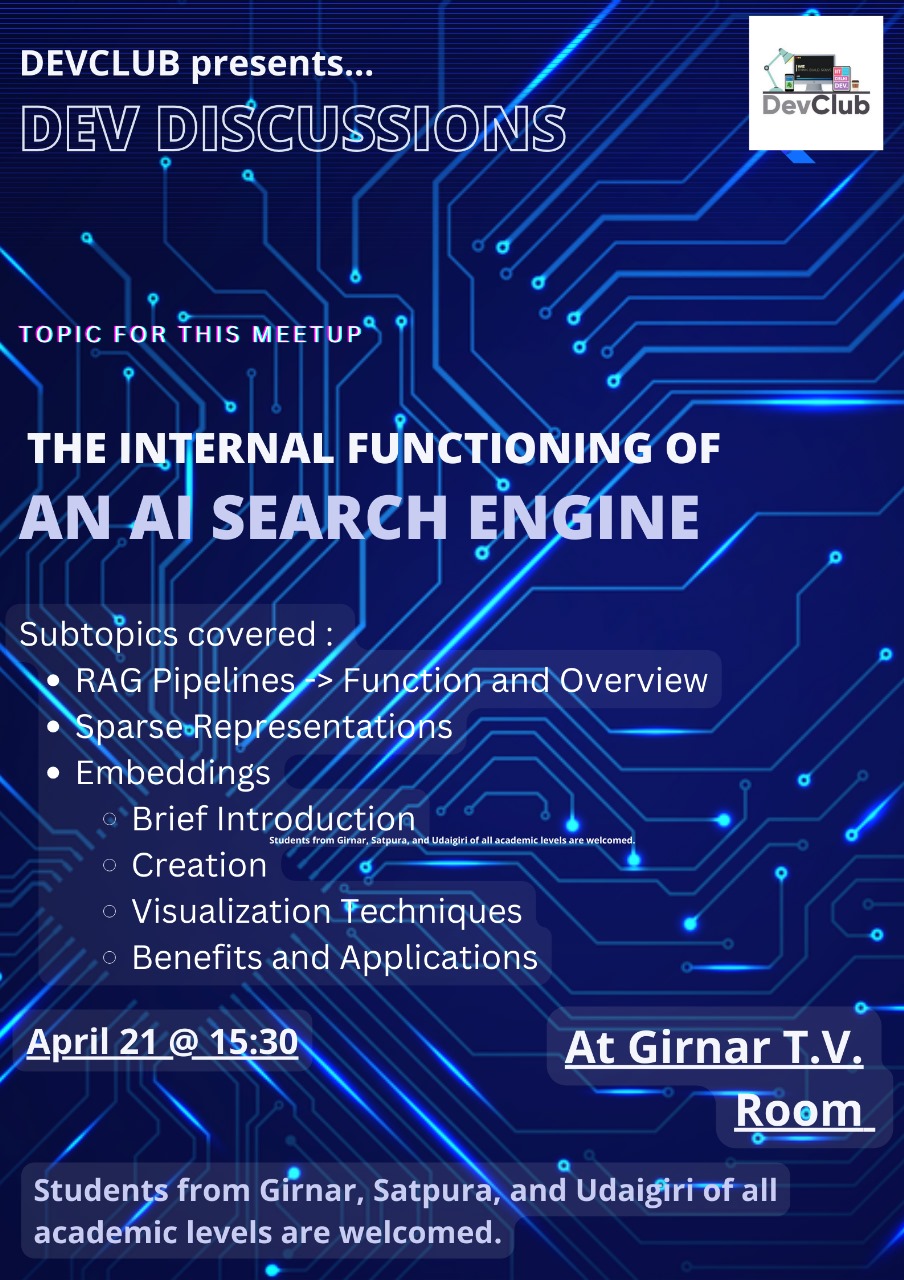 DEVCLUB presents...
DEV DISCUSSIONS
DevClub
TOPIC FOR THIS MEETUP
THE INTERNAL FUNCTIONING OF
AN AI SEARCH ENGINE
Subtopics covered :
• RAG Pipelines -> Function and Overview
• Sparse Representations
• Embeddings
○ Brief Introduction
Students from Girnar, Satpura, and Udaigiri of all academic levels are welcomed.
○ Creation
○ Visualization Techniques
○ Benefits and Applications
April 21 @ 15:30
At Girnar T.V.
Room
Students from Girnar, Satpura, and Udaigiri of all
academic levels are welcomed.